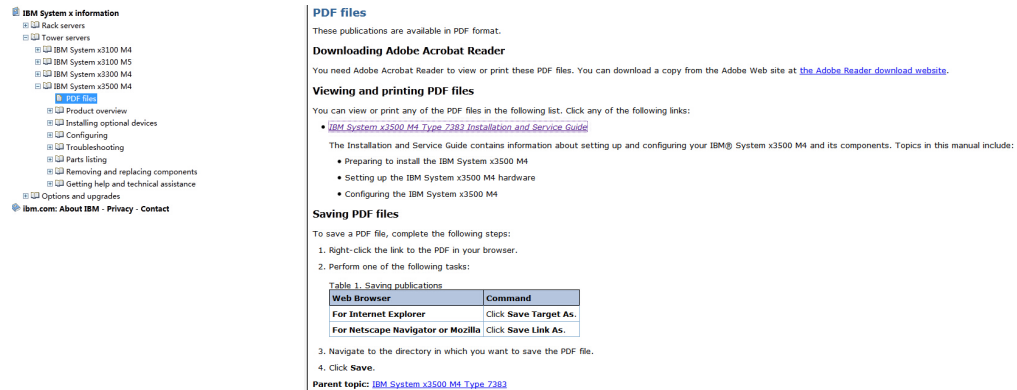 IBM System x information
Rack servers
Tower servers
IBM System x3100 M4
IBM System x3100 M5
IBM System x3300 M4
IBM System x3500 M4
PDF files
Product overview
Installing optional devices
Configuring
Troubleshooting
Parts listing
Removing and replacing components
Getting help and technical assistance
Options and upgrades
ibm.com: About IBM - Privacy - Contact
PDF files
These publications are available in PDF format.
Downloading Adobe Acrobat Reader
You need Adobe Acrobat Reader to view or print these PDF files. You can download a copy from the Adobe Web site at the Adobe Reader download website.
Viewing and printing PDF files
You can view or print any of the PDF files in the following list. Click any of the following links:
• IBM System x3500 M4 Type 7383 Installation and Service Guide
The Installation and Service Guide contains information about setting up and configuring your IBM® System x3500 M4 and its components. Topics in this manual include:
• Preparing to install the IBM System x3500 M4
• Setting up the IBM System x3500 M4 hardware
• Configuring the IBM System x3500 M4
Saving PDF files
To save a PDF file, complete the following steps:
1. Right-click the link to the PDF in your browser.
2. Perform one of the following tasks:
Table 1. Saving publications
Web Browser Command
For Internet Explorer Click Save Target As.
For Netscape Navigator or Mozilla Click Save Link As.
3. Navigate to the directory in which you want to save the PDF file.
4. Click Save.
Parent topic: IBM System x3500 M4 Type 7383